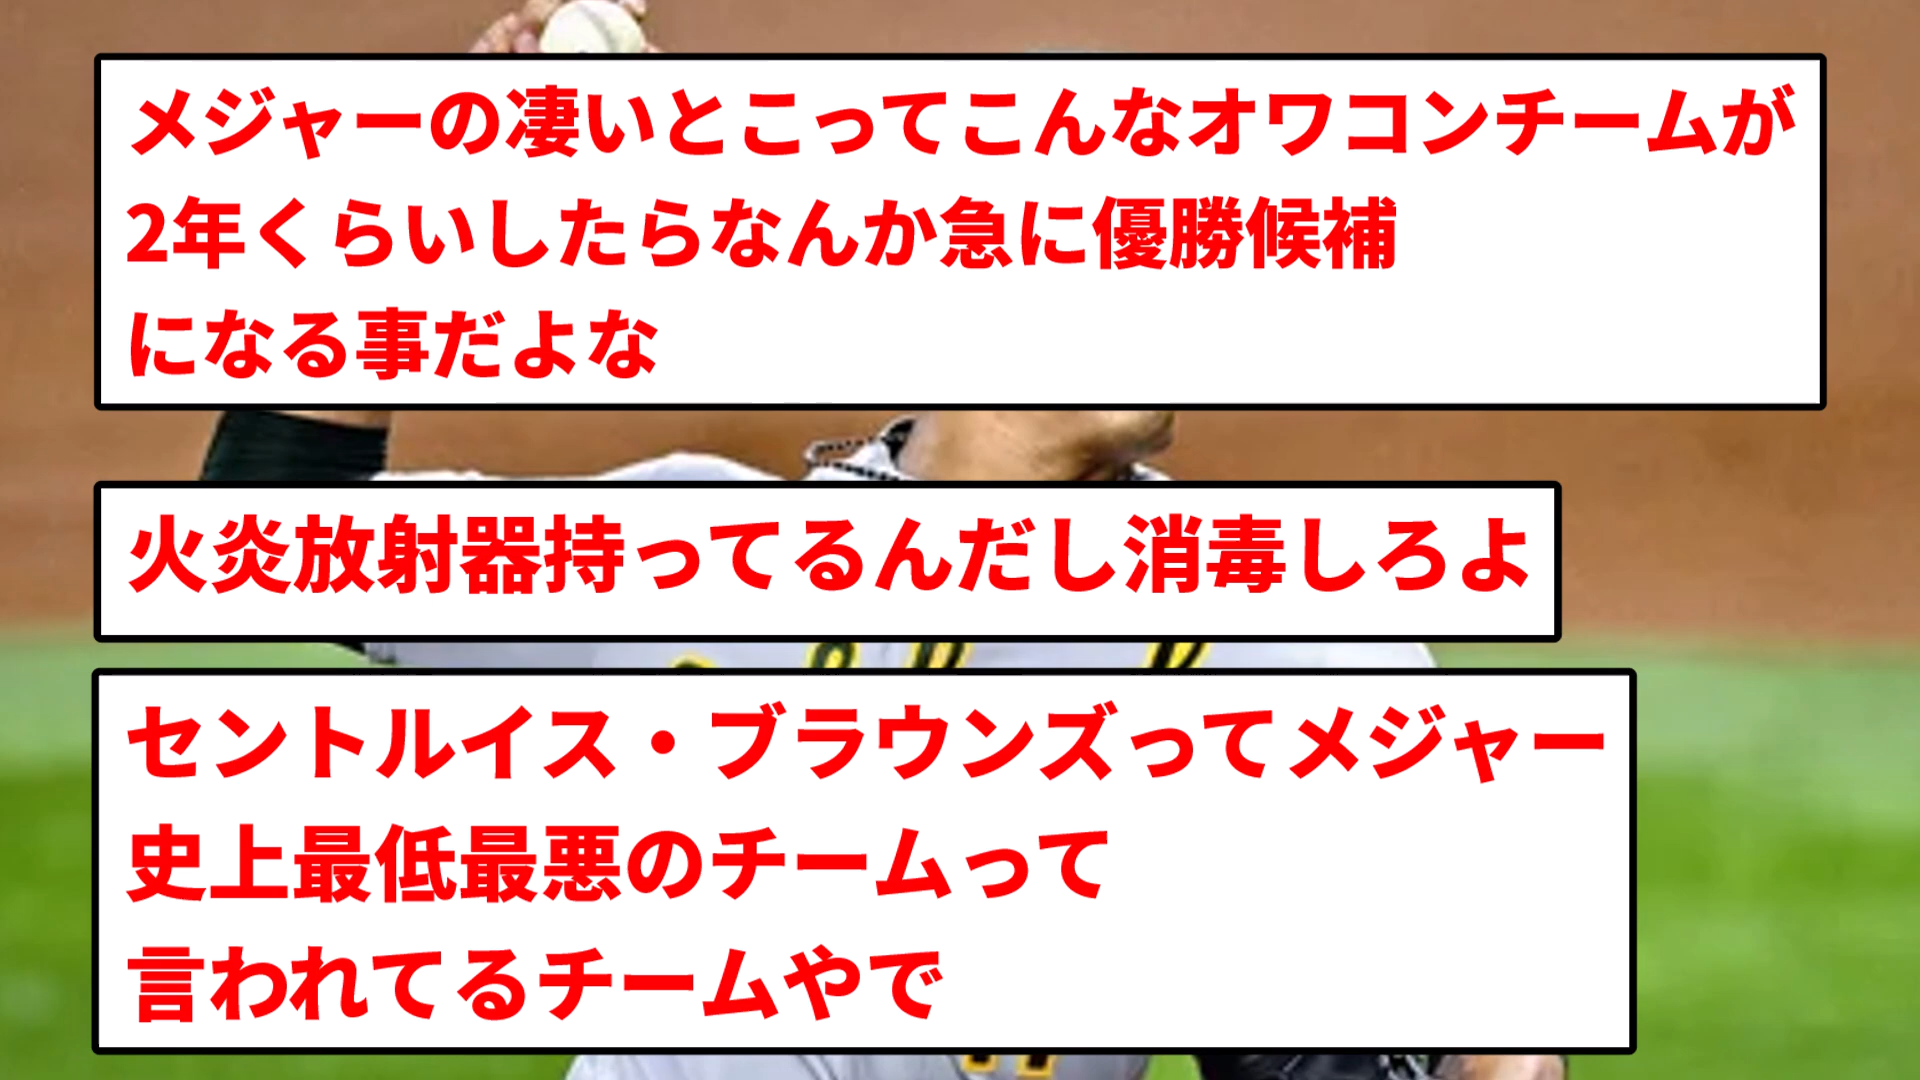 メジャーの凄いとこってこんなオワコンチームが
2年くらいしたらなんか急に優勝候補
になる事だよな
火炎放射器持ってるんだし消毒しろよ
セントルイス・ブラウンズってメジャー
史上最低最悪のチームって
言われてるチームやで